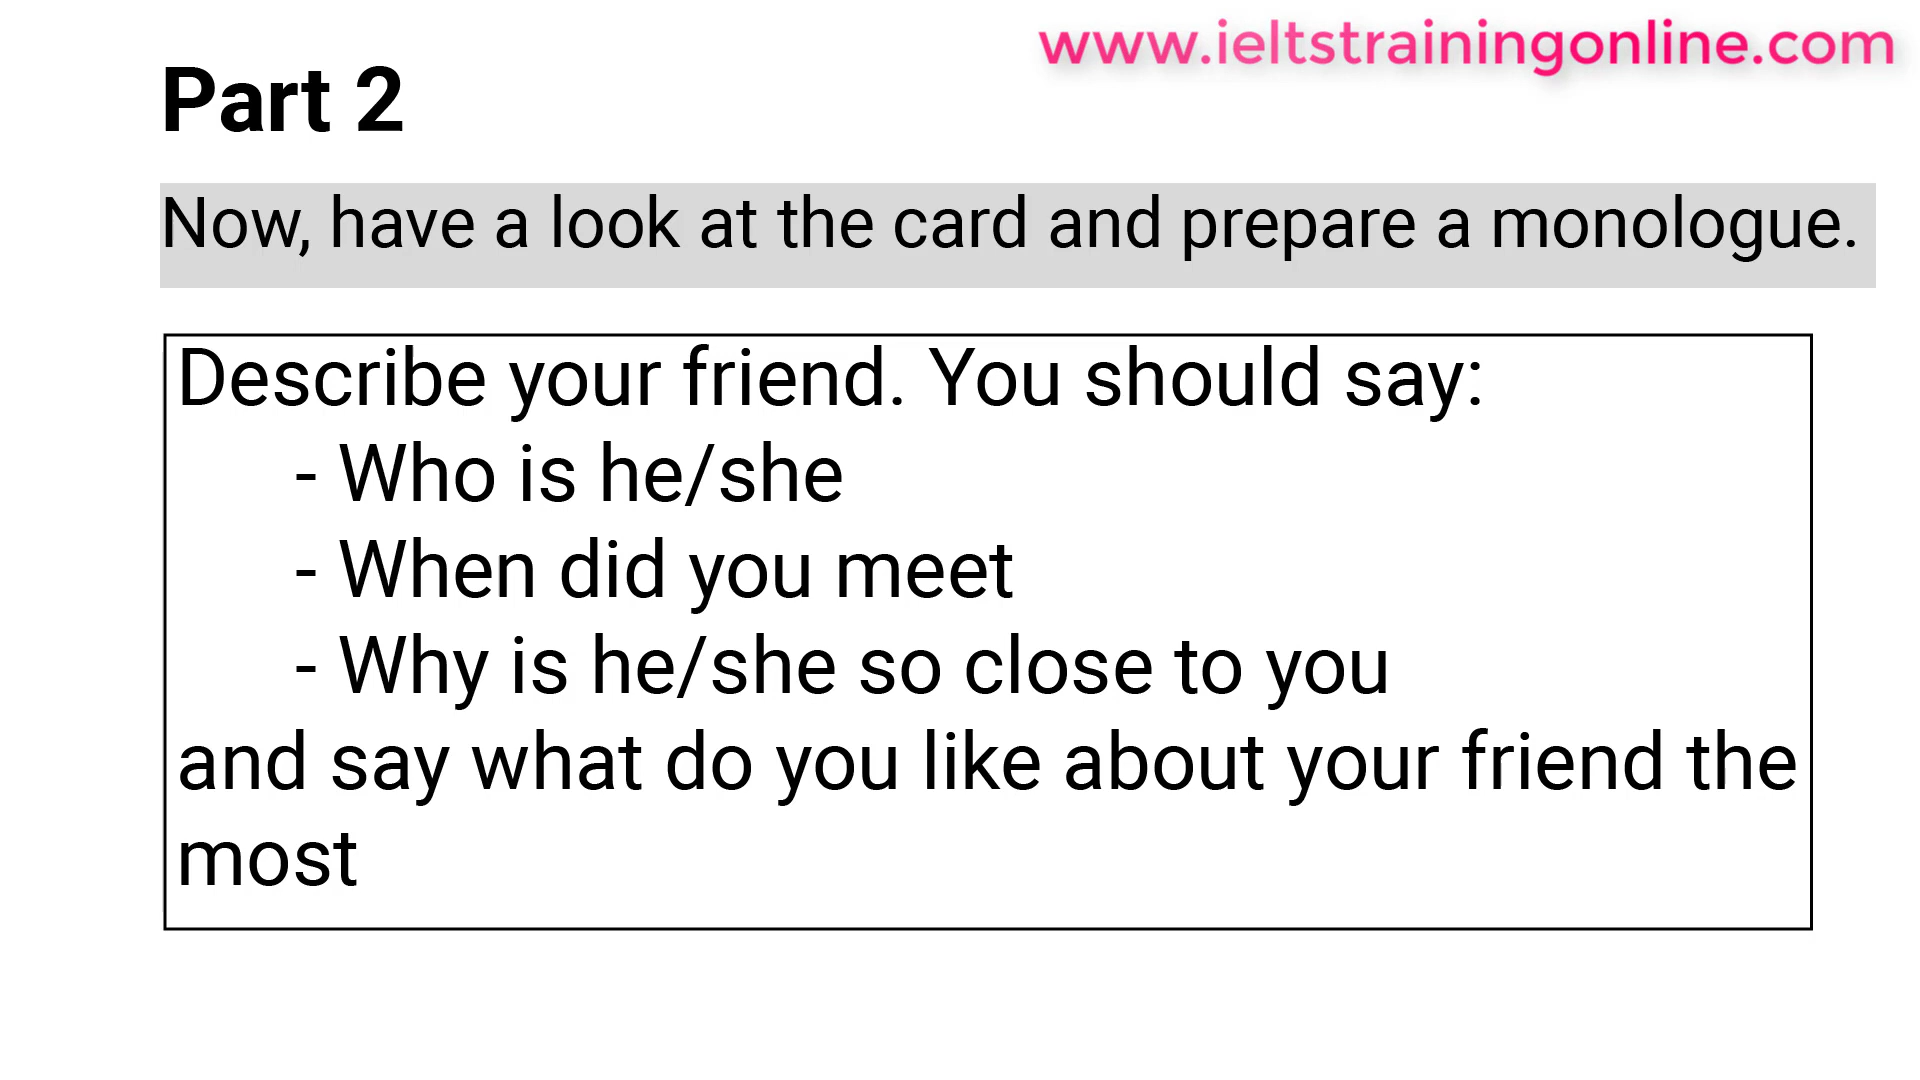 www.ieltstrainingonline.com
Part 2
Now, have a look at the card and prepare a monologue.
Describe your friend. You should say:
- Who is he/she
- When did you meet
- Why is he/she so close to you
and say what do you like about your friend the
most